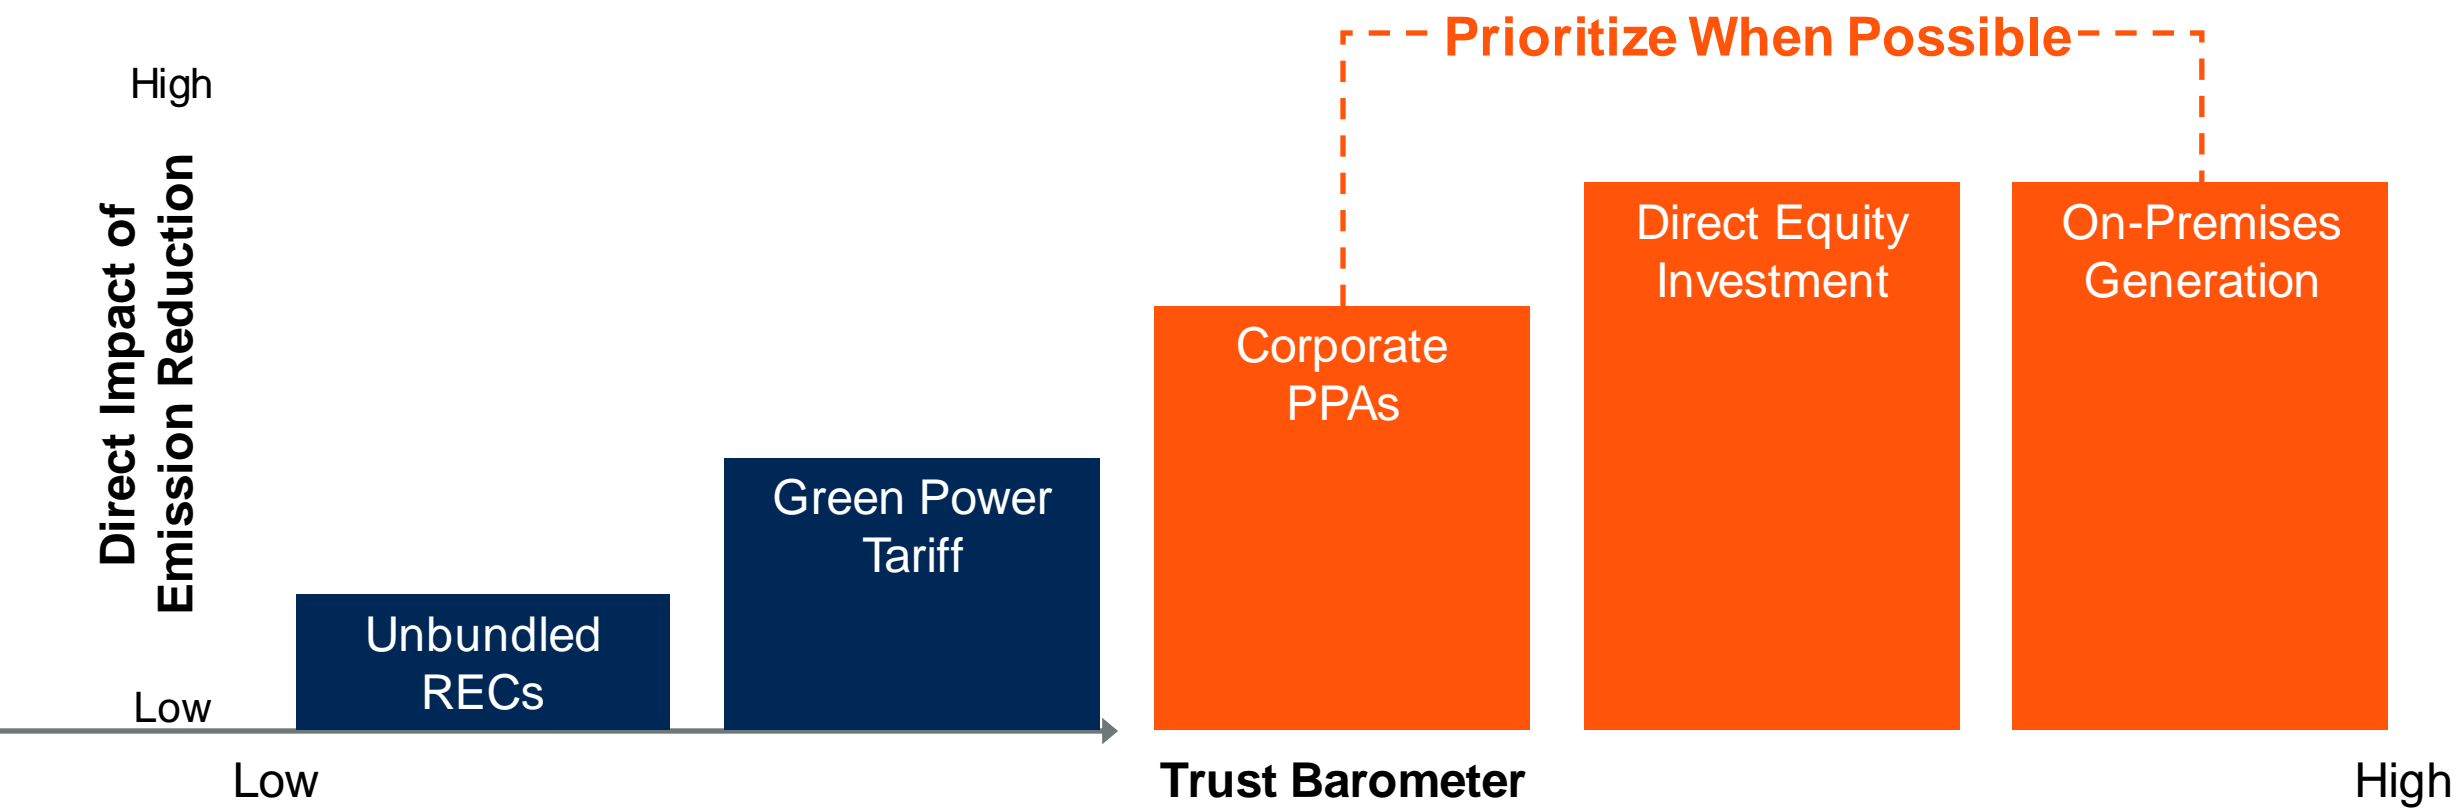 Prioritize When Possible
High
Direct Impact of
Emission Reduction
Low
Unbundled
RECs
Green Power
Tariff
Corporate
PPAs
Direct Equity
Investment
On-Premises
Generation
Low
Trust Barometer
High